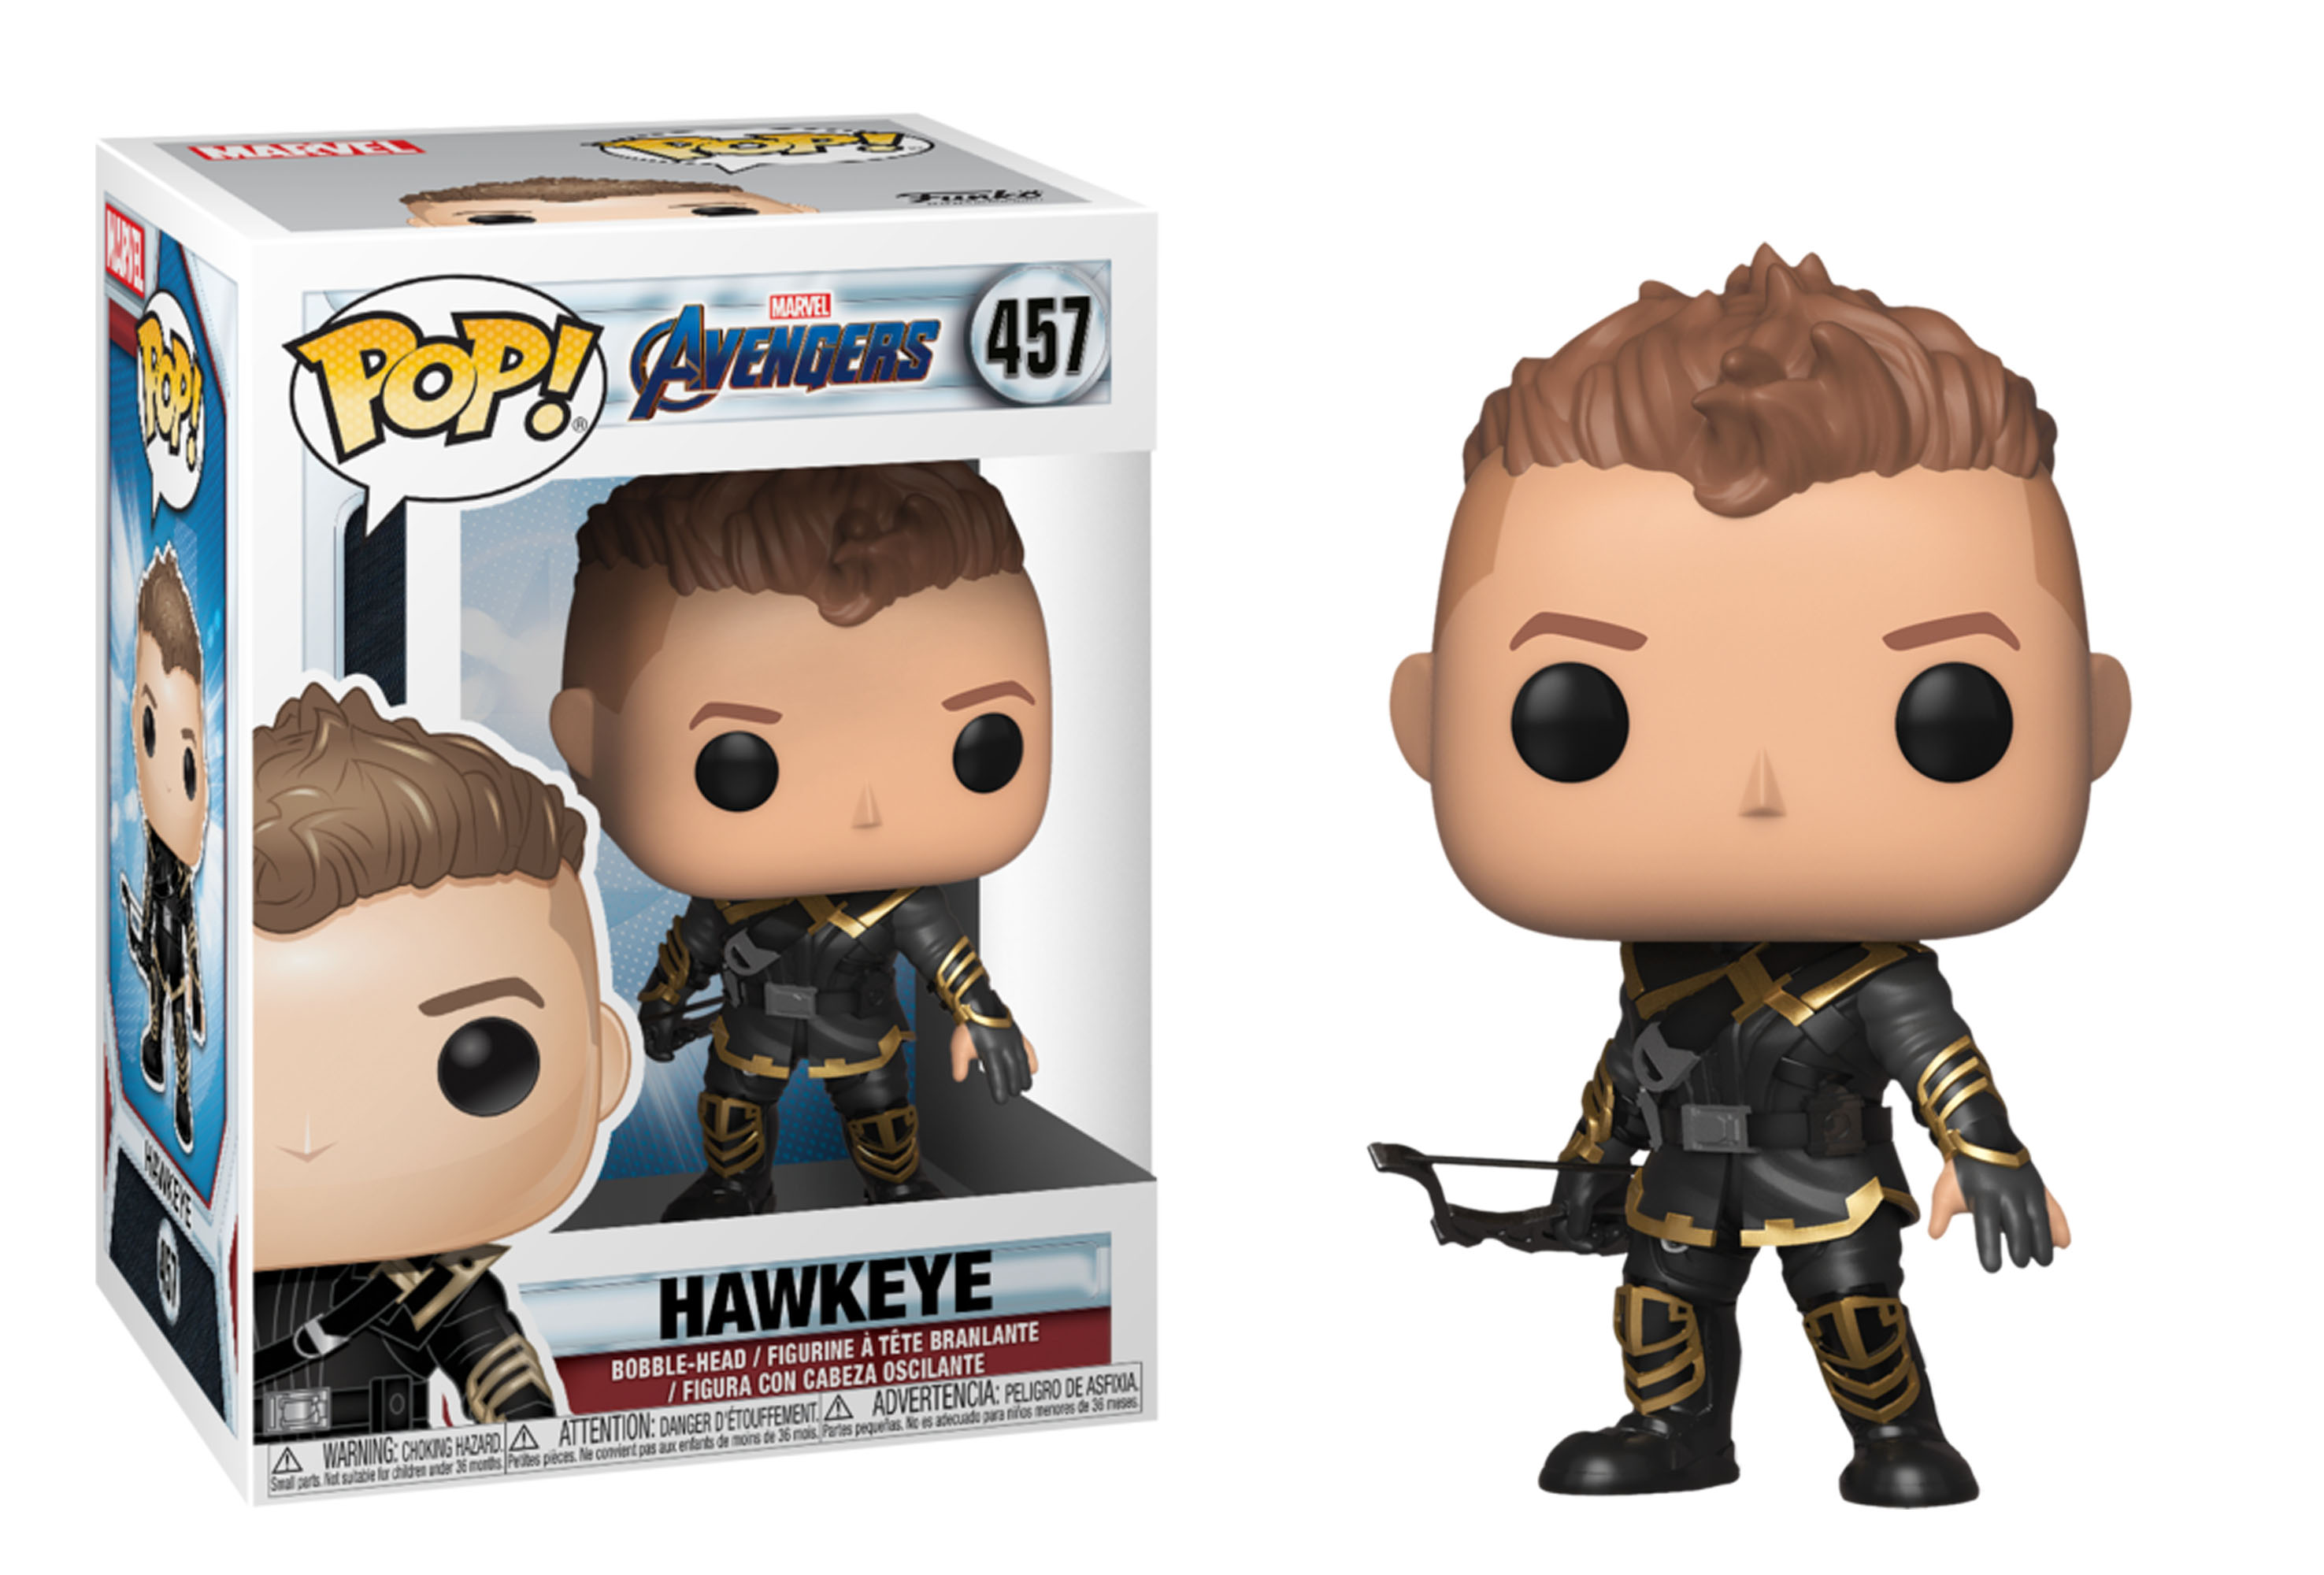 MARVEL
POP!
Funko
MARVEL
POP!
HAWKEYE
457
POP!®
MARVEL
AVENGERS
457
HAWKEYE
BOBBLE-HEAD / FIGURINE À TÊTE BRANLANTE
/ FIGURA CON CABEZA OSCILANTE
WARNING: CHOKING HAZARD.
Small parts. Not suitable for children under 36 months.
ATTENTION: DANGER D'ÉTOUFFEMENT.
Petites pièces. Ne convient pas aux enfants de moins de 36 mois.
ADVERTENCIA: PELIGRO DE ASFIXIA.
Partes pequeñas. No es adecuado para niños menores de 36 meses.